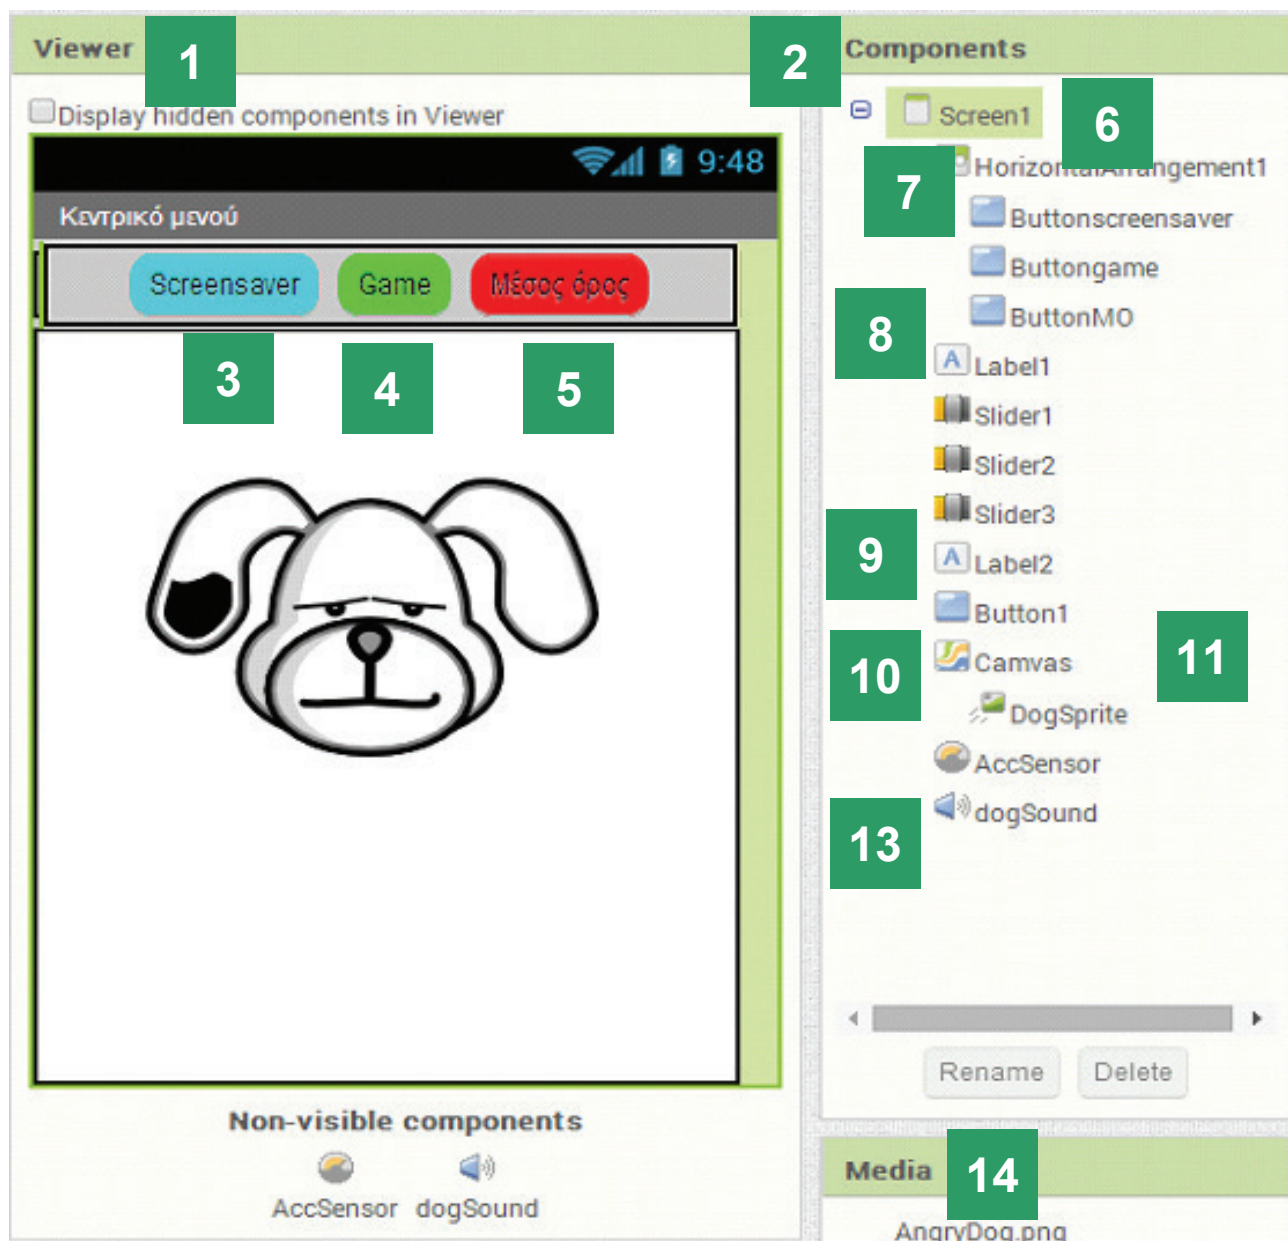 Viewer 1
Display hidden components in Viewer
9:48
Κεντρικό μενού
Screensaver Game Μέσος όρος
3 4 5
Non-visible components
AccSensor dogSound
2 Components
Screen1 6
7 HorizontalArrangement1
Buttonscreensaver
Buttongame
ButtonMO
8 Label1
Slider1
Slider2
Slider3
9 Label2
Button1
10 Camvas 11
DogSprite
AccSensor
13 dogSound
Rename Delete
Media 14
AngryDog.png